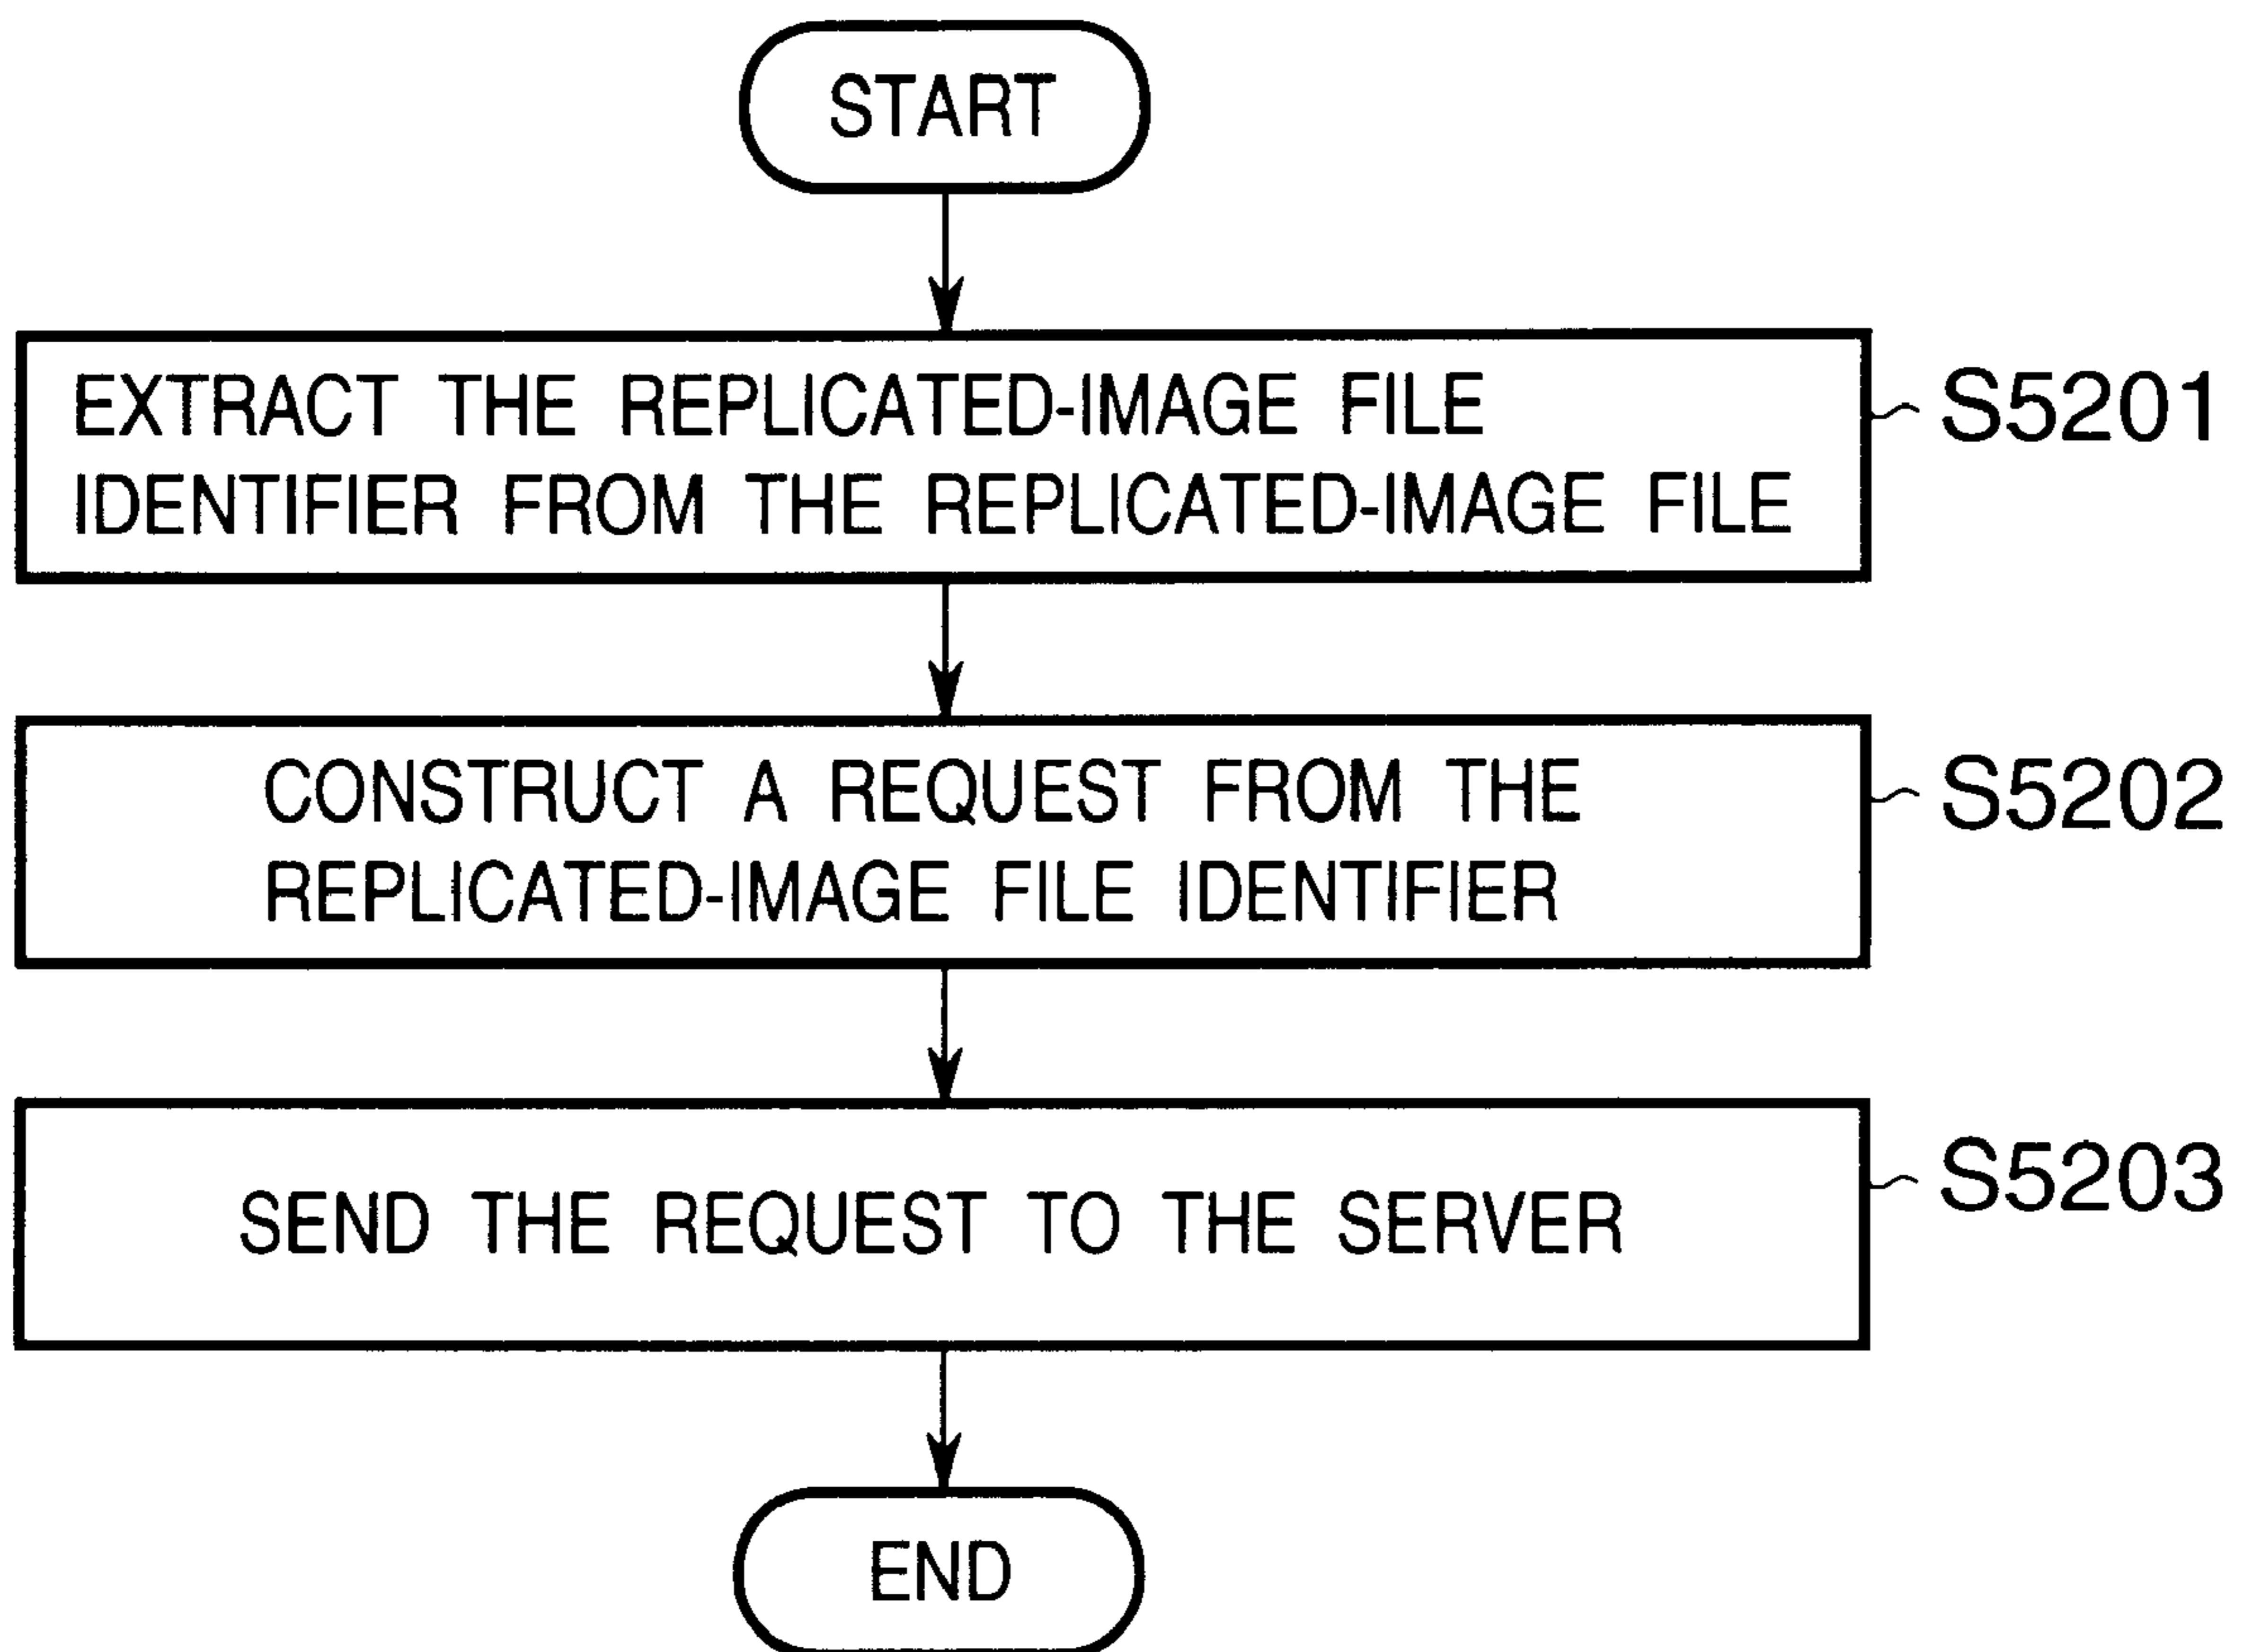 START
EXTRACT THE REPLICATED-IMAGE FILE
IDENTIFIER FROM THE REPLICATED-IMAGE FILE
S5201
CONSTRUCT A REQUEST FROM THE
REPLICATED-IMAGE FILE IDENTIFIER
S5202
SEND THE REQUEST TO THE SERVER
S5203
END